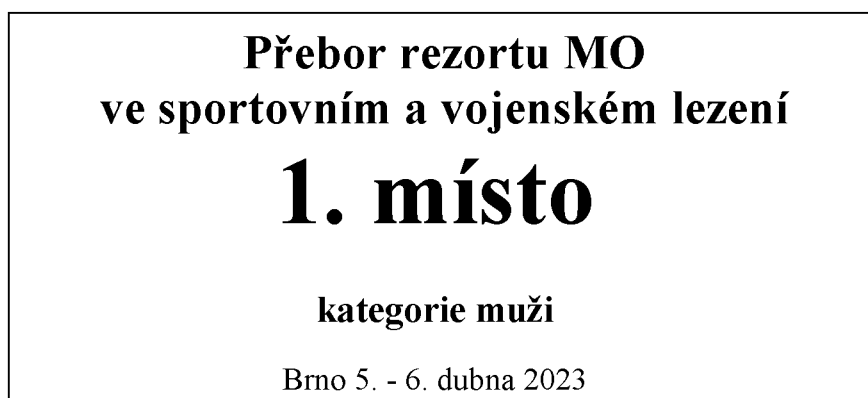 Přebor rezortu MO
ve sportovním a vojenském lezení
1. místo
kategorie muži
Brno 5. - 6. dubna 2023